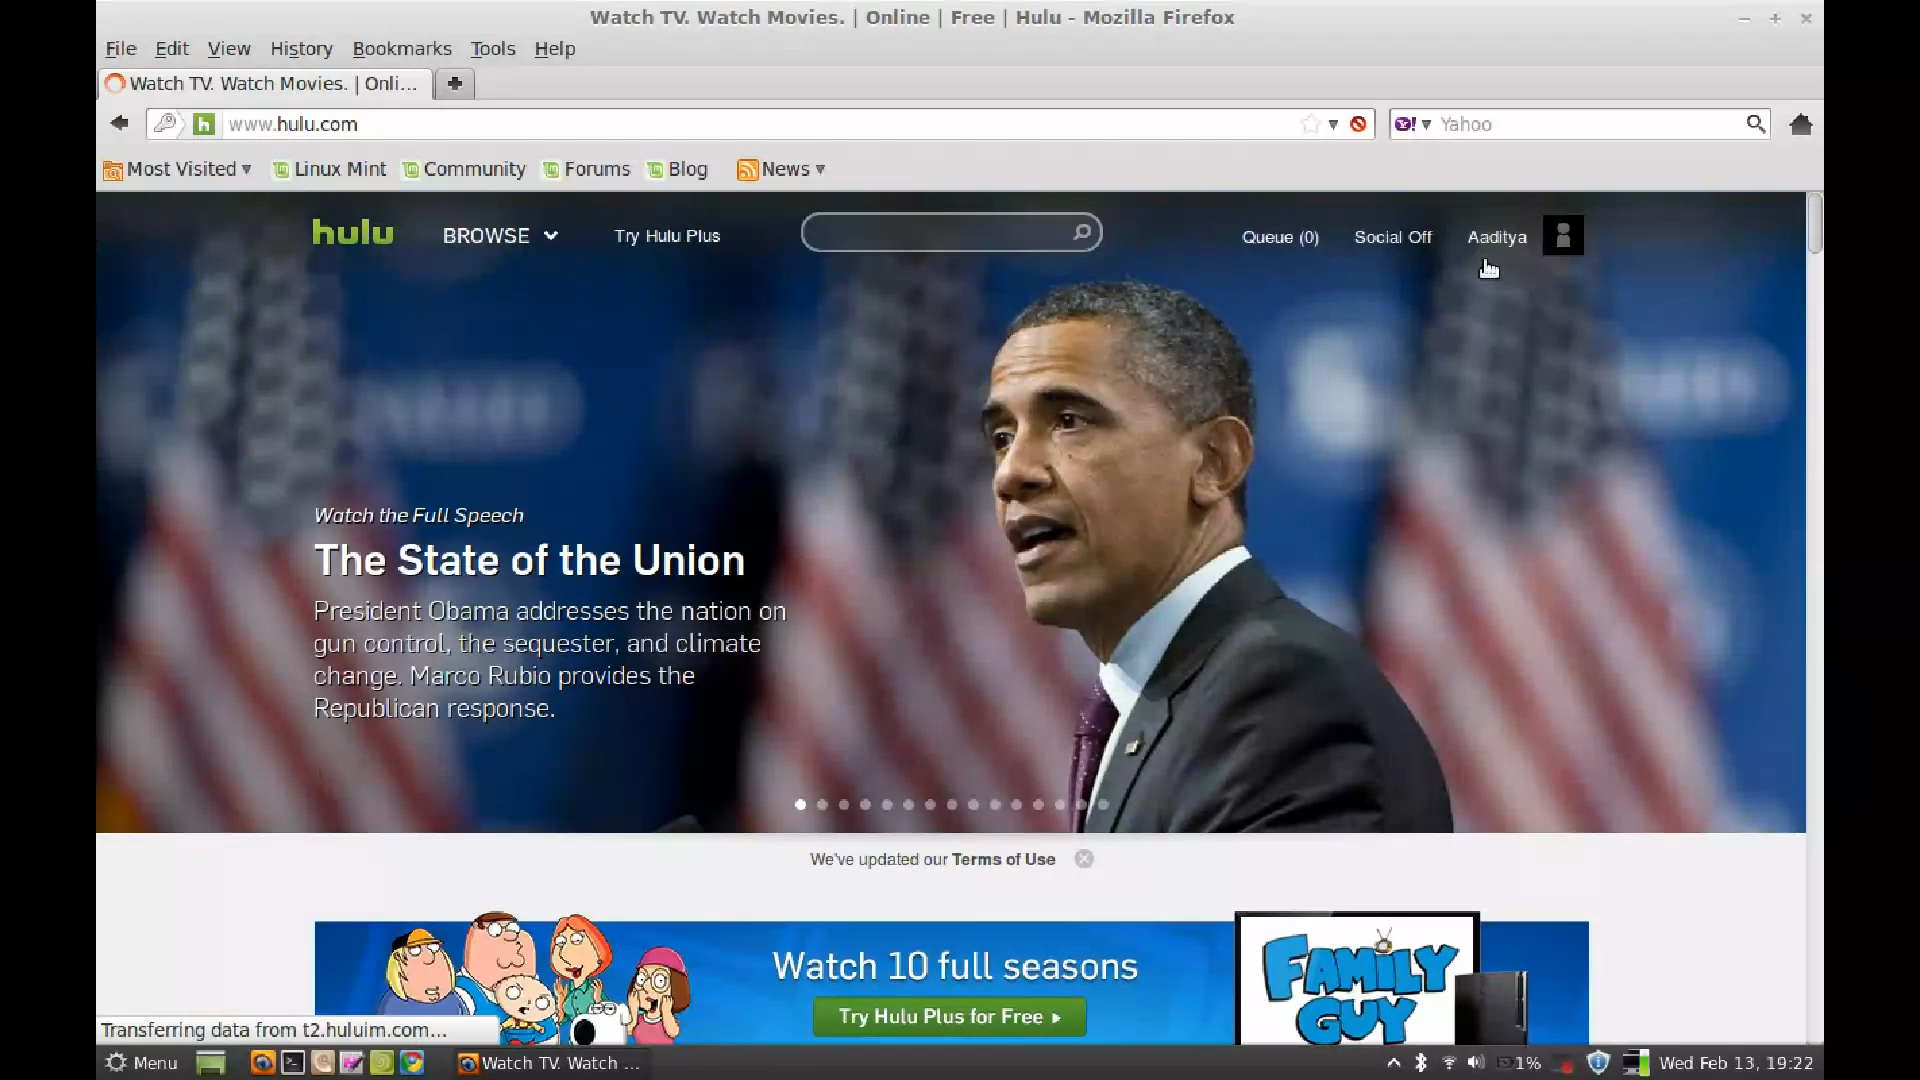 Watch TV. Watch Movies. | Online | Free | Hulu - Mozilla Firefox
File Edit View History Bookmarks Tools Help
Watch TV. Watch Movies. | Onli...
www.hulu.com
Yahoo
Most Visited Linux Mint Community Forums Blog News
hulu BROWSE Try Hulu Plus Queue (0) Social Off Aaditya
Watch the Full Speech
The State of the Union
President Obama addresses the nation on
gun control, the sequester, and climate
change. Marco Rubio provides the
Republican response.
We've updated our Terms of Use
Watch 10 full seasons
Try Hulu Plus for Free
FAMILY
GUY
Transferring data from t2.huluim.com...
Menu Watch TV. Watch ... 1% Wed Feb 13, 19:22